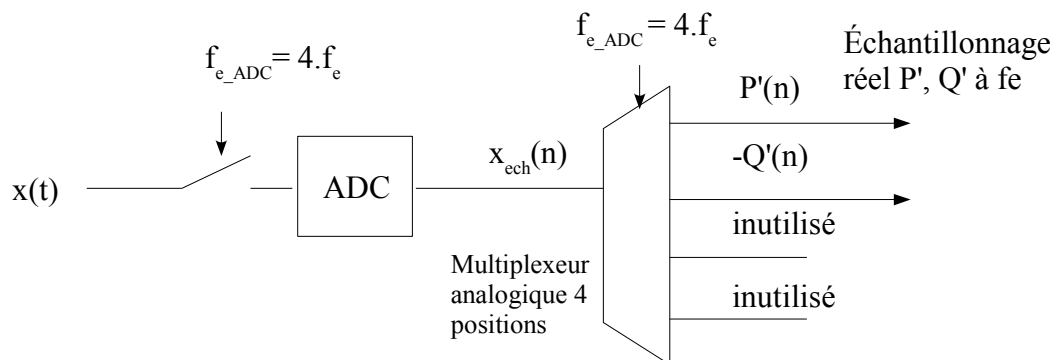 f_e_ADC = 4.f_e
f_e_ADC = 4.f_e
Échantillonnage
réel P', Q' à fe
P'(n)
x_ech(n)
-Q'(n)
x(t)
ADC
inutilisé
Multiplexeur
analogique 4
positions
inutilisé